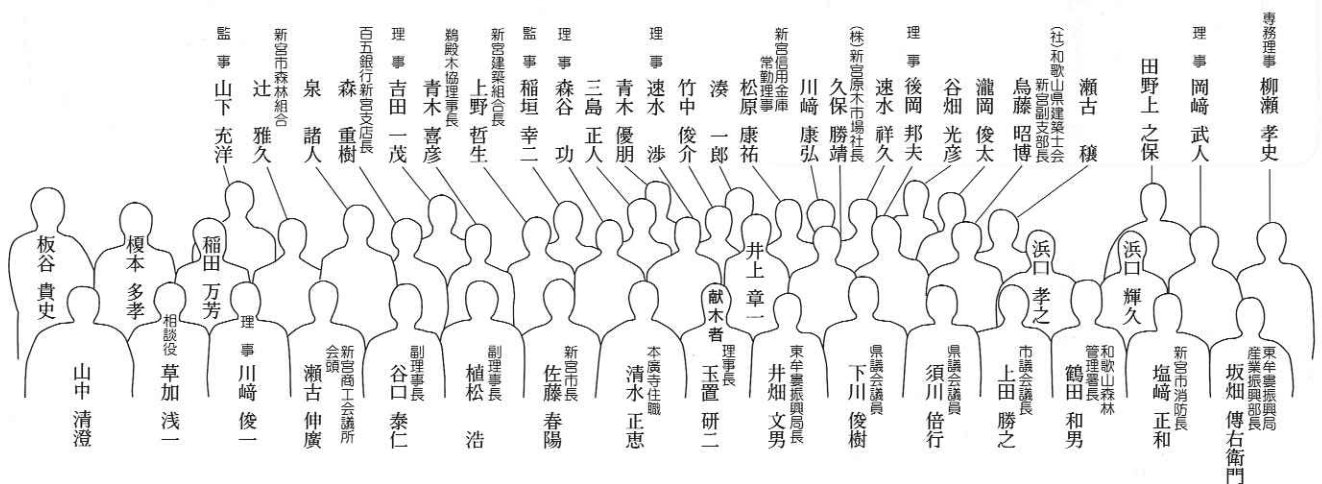 専務理事
柳瀬 孝史
理事
岡﨑 武人
田野上 之保
瀬古 穣
(社)和歌山県建築士会
新宮副支部長
鳥藤 昭博
瀧岡 俊太
谷畑 光彦
理事
後岡 邦夫
速水 祥久
(株)新宮原木市場社長
久保 勝靖
川﨑 康弘
新宮信用金庫
常勤理事
松原 康祐
湊 一郎
竹中 俊介
理事
速水 渉
青木 優朋
三島 正人
理事
森谷 功
監事
稲垣 幸二
新宮建築組合長
上野 哲生
鵜殿木協理事長
青木 喜彦
理事
吉田 一茂
百五銀行新宮支店長
森 重樹
泉 諸人
新宮市森林組合
辻 雅久
監事
山下 充洋
浜口 輝久
浜口 孝之
井上 章一
稲田 万芳
榎本 多孝
板谷 貴史
東牟婁振興局
産業振興部長
坂畑 傳右衛門
新宮市消防長
塩﨑 正和
和歌山森林
管理署長
鶴田 和男
市議会議長
上田 勝之
県議会議員
須川 倍行
県議会議員
下川 俊樹
東牟婁振興局長
井畑 文男
献木者
理事長
玉置 研二
本廣寺住職
清水 正恵
新宮市長
佐藤 春陽
副理事長
植松 浩
副理事長
谷口 泰仁
新宮商工会議所
会頭
瀬古 伸廣
理事
川﨑 俊一
相談役
草加 浅一
山中 清澄